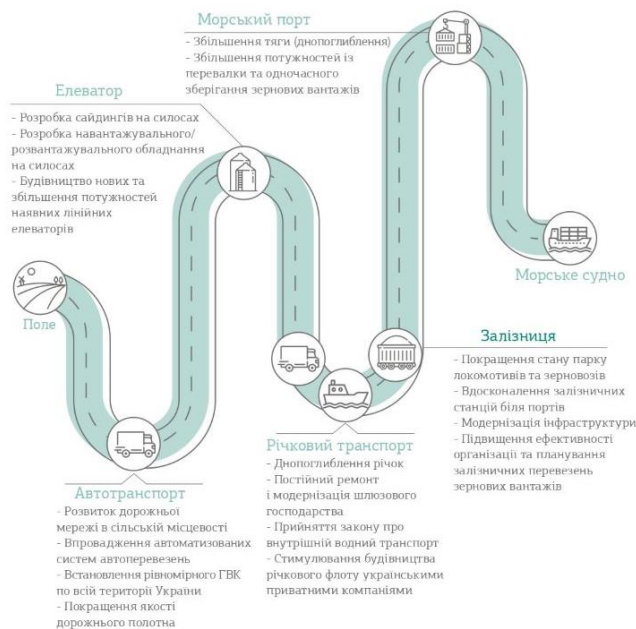 Морський порт
- Збільшення тяги (днопоглиблення)
- Збільшення потужностей із
перевалки та одночасного
зберігання зернових вантажів
Елеватор
- Розробка сайдингів на силосах
- Розробка навантажувального/
розвантажувального обладнання
на силосах
- Будівництво нових та
збільшення потужностей
наявних лінійних
елеваторів
Морське судно
Поле
Залізниця
- Покращення стану парку
локомотивів та зерновозів
- Вдосконалення залізничних
станцій біля портів
- Модернізація інфраструктури
- Підвищення ефективності
організації та планування
залізничних перевезень
зернових вантажів
Річковий транспорт
- Днопоглиблення річок
- Постійний ремонт
і модернізація шлюзового
господарства
- Прийняття закону про
внутрішній водний транспорт
- Стимулювання будівництва
річкового флоту українськими
приватними компаніями
Автотранспорт
- Розвиток дорожньої
мережі в сільській місцевості
- Впровадження автоматизованих
систем автоперевезень
- Встановлення рівномірного ГВК
по всій території України
- Покращення якості
дорожнього полотна